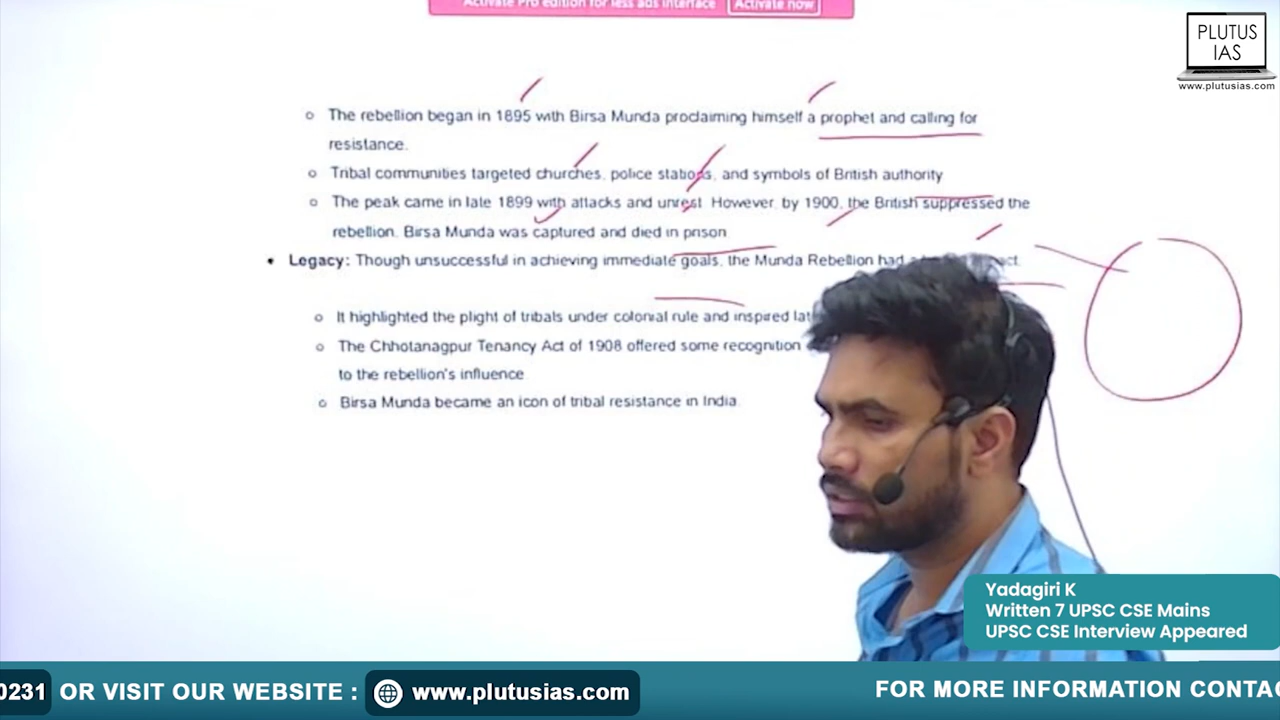 Activate Pro edition for less ads interface Activate now
PLUTUS
IAS
www.plutusias.com
The rebellion began in 1895 with Birsa Munda proclaiming himself a prophet and calling for
resistance.
Tribal communities targeted churches, police stations, and symbols of British authority
The peak came in late 1899 with attacks and unrest. However, by 1900, the British suppressed the
rebellion. Birsa Munda was captured and died in prison
Legacy: Though unsuccessful in achieving immediate goals, the Munda Rebellion had
It highlighted the plight of tribals under colonial rule and inspired
The Chhotanagpur Tenancy Act of 1908 offered some recognition
to the rebellion's influence
Birsa Munda became an icon of tribal resistance in India.
Yadagiri K
Written 7 UPSC CSE Mains
UPSC CSE Interview Appeared
0231 OR VISIT OUR WEBSITE : www.plutusias.com FOR MORE INFORMATION